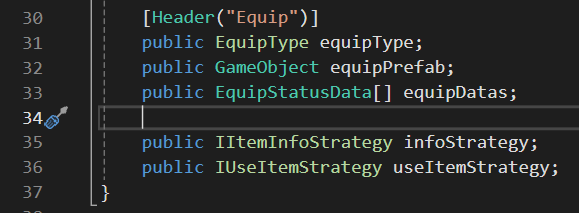 30 [Header("Equip")]
31 public EquipType equipType;
32 public GameObject equipPrefab;
33 public EquipStatusData[] equipDatas;
34
35 public IItemInfoStrategy infoStrategy;
36 public IUseItemStrategy useItemStrategy;
37 }